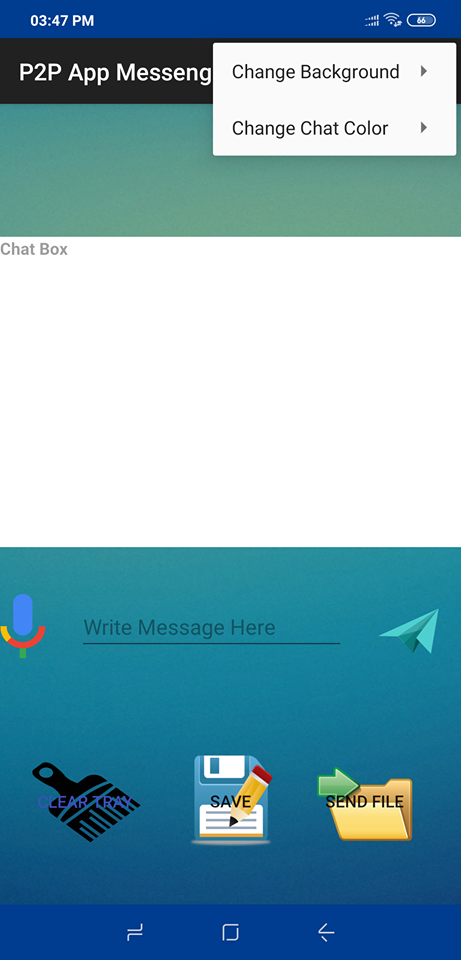 03:47 PM
66
P2P App Messeng
Change Background
Change Chat Color
Chat Box
Write Message Here
CLEAR TRAY
SAVE
SEND FILE